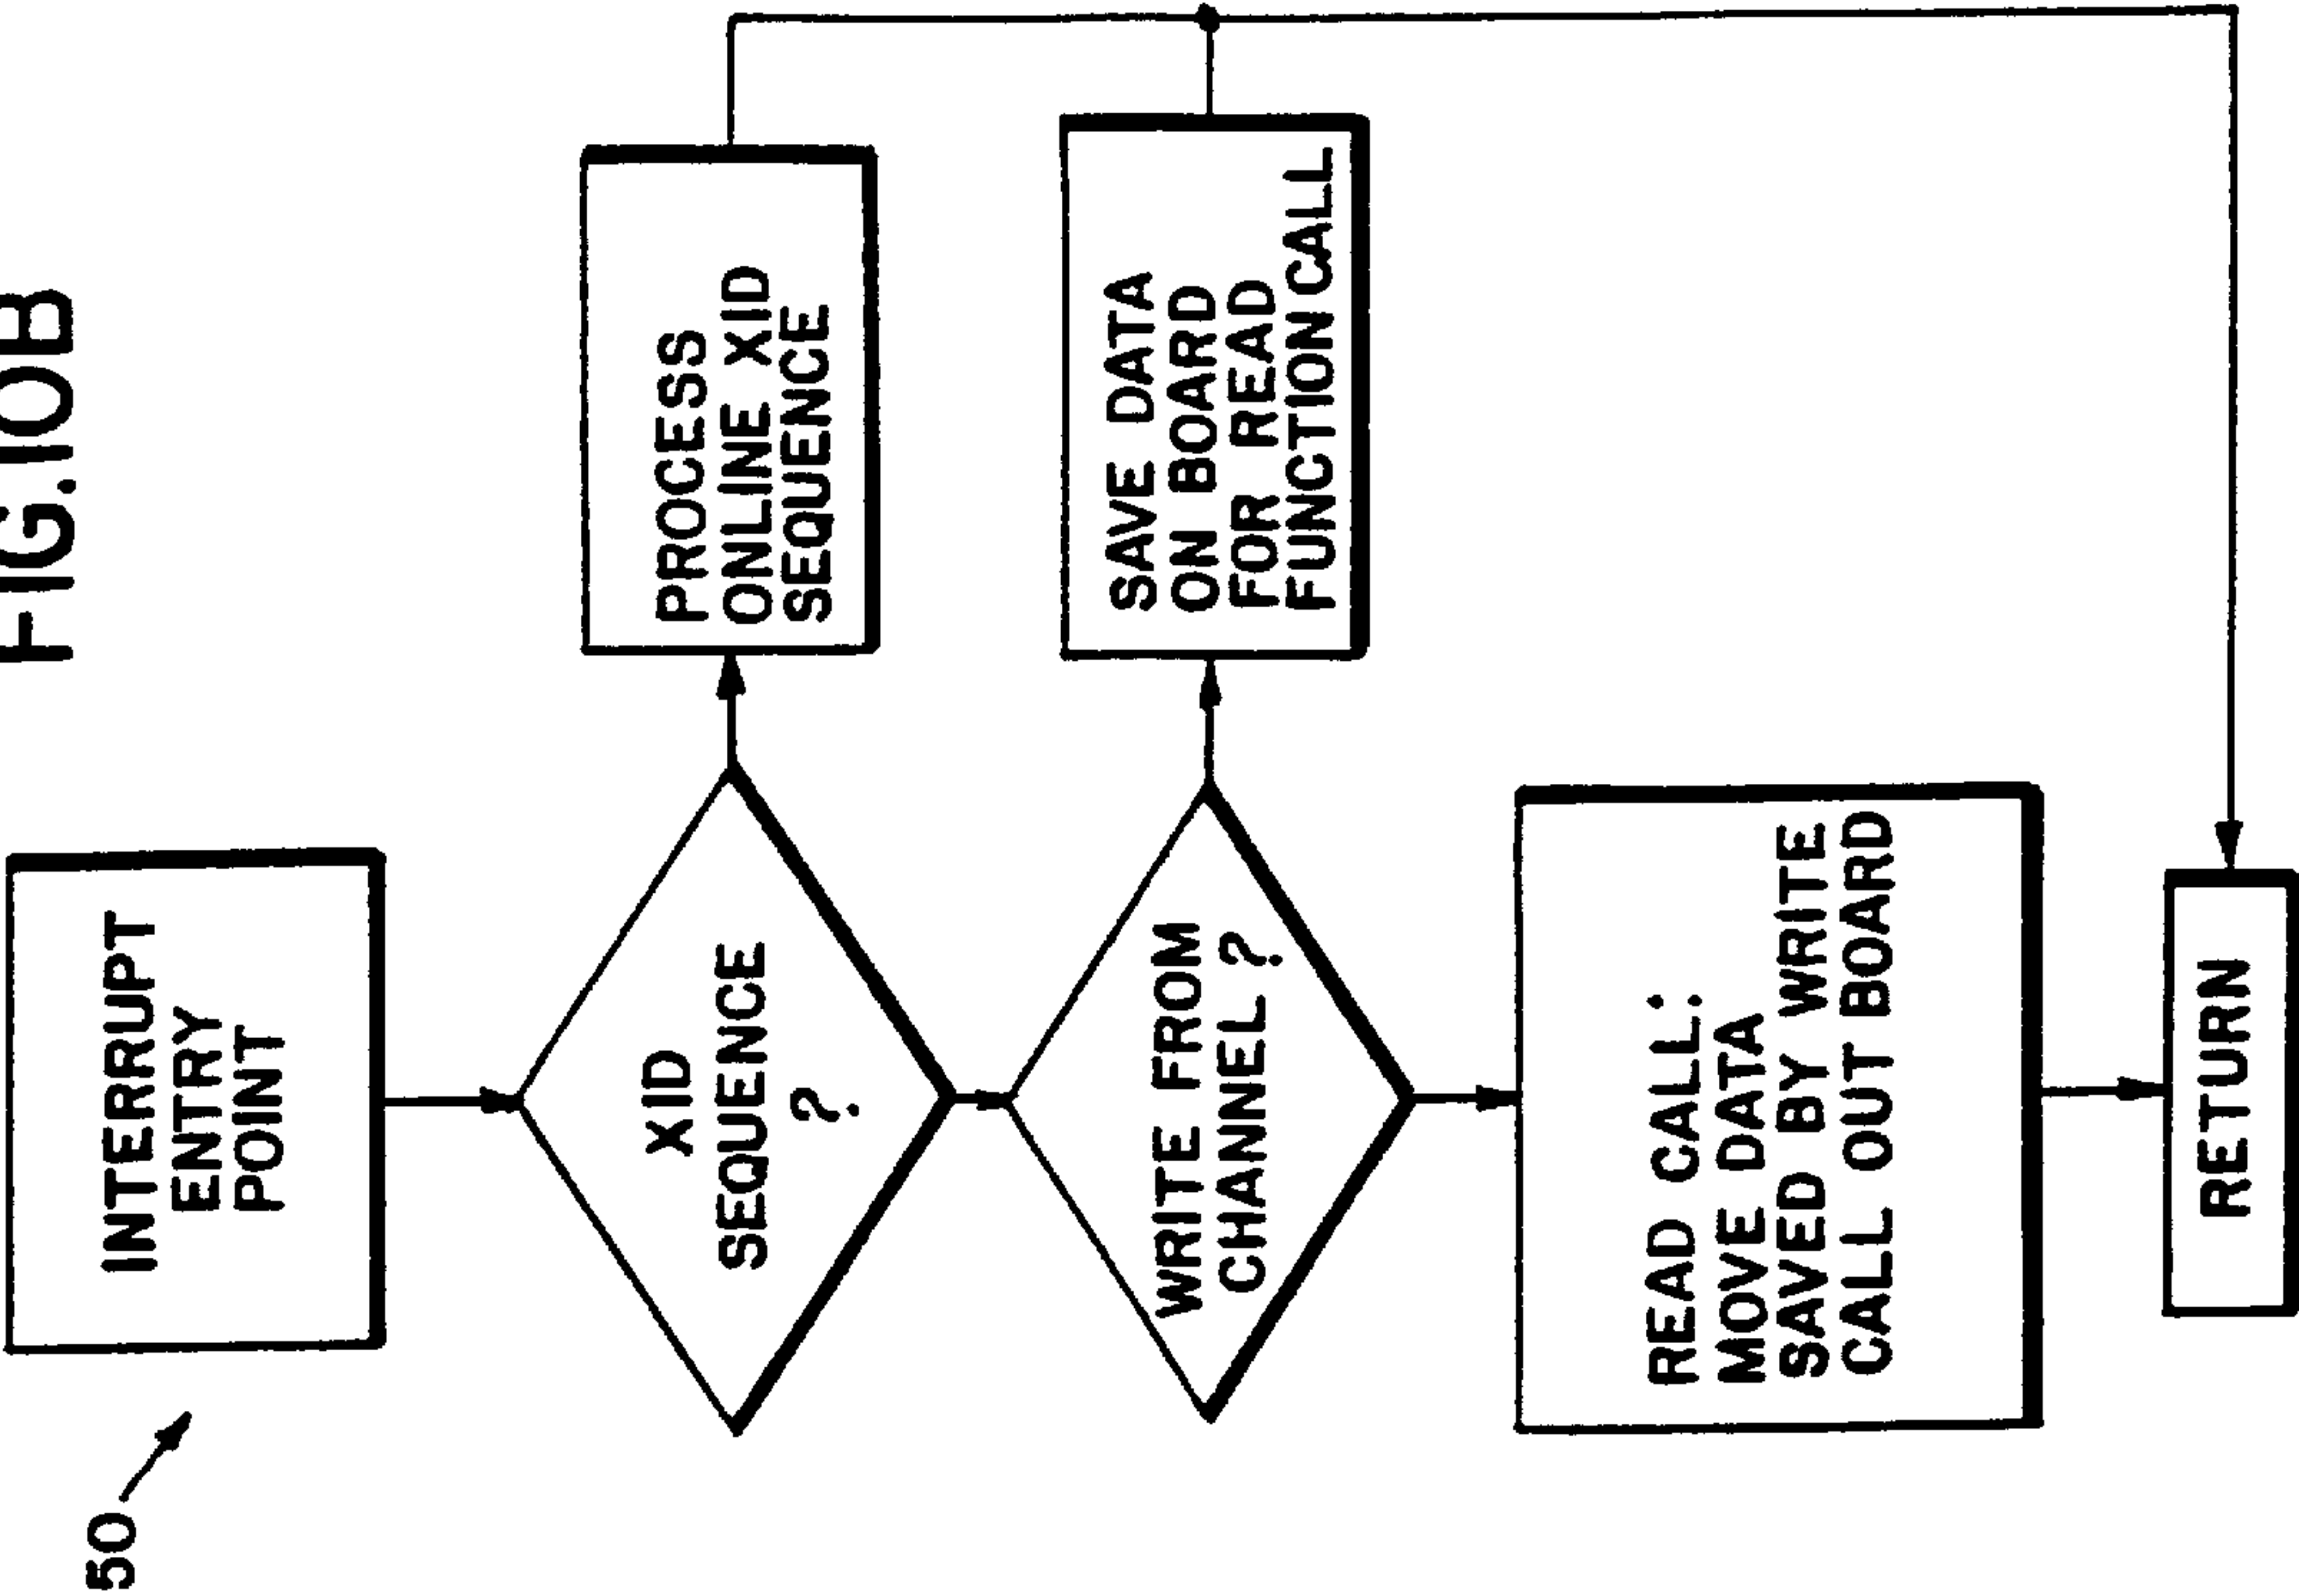 FIG.10B
50
INTERRUPT
ENTRY
POINT
XID
SEQUENCE
?
PROCESS
ONLINE XID
SEQUENCE
WRITE FROM
CHANNEL?
SAVE DATA
ON BOARD
FOR READ
FUNCTION CALL
READ CALL:
MOVE DATA
SAVED BY WRITE
CALL OUT BOARD
RETURN